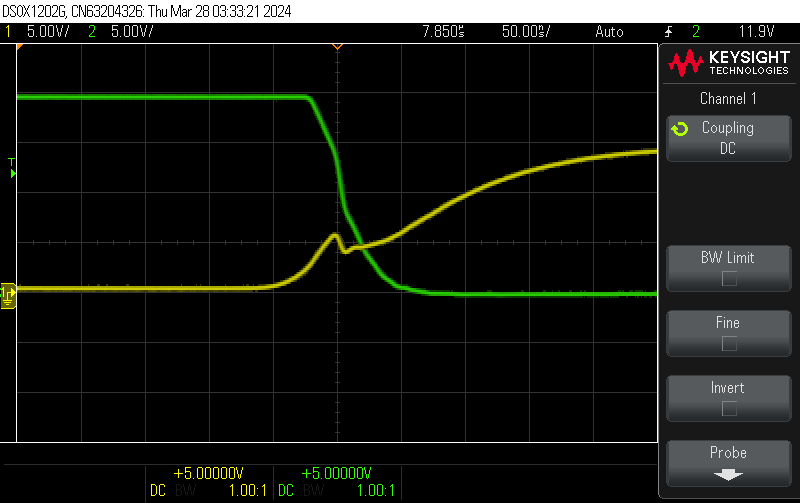 DSOX1202G, CN63204326: Thu Mar 28 03:33:21 2024
1 5.00V/ 2 5.00V/ 7.850s 50.00s/ Auto 2 11.9V
KEYSIGHT
TECHNOLOGIES
Channel 1
Coupling
DC
T
BW Limit
Fine
Invert
Probe
+5.00000V +5.00000V
DC BW 1.00:1 DC BW 1.00:1